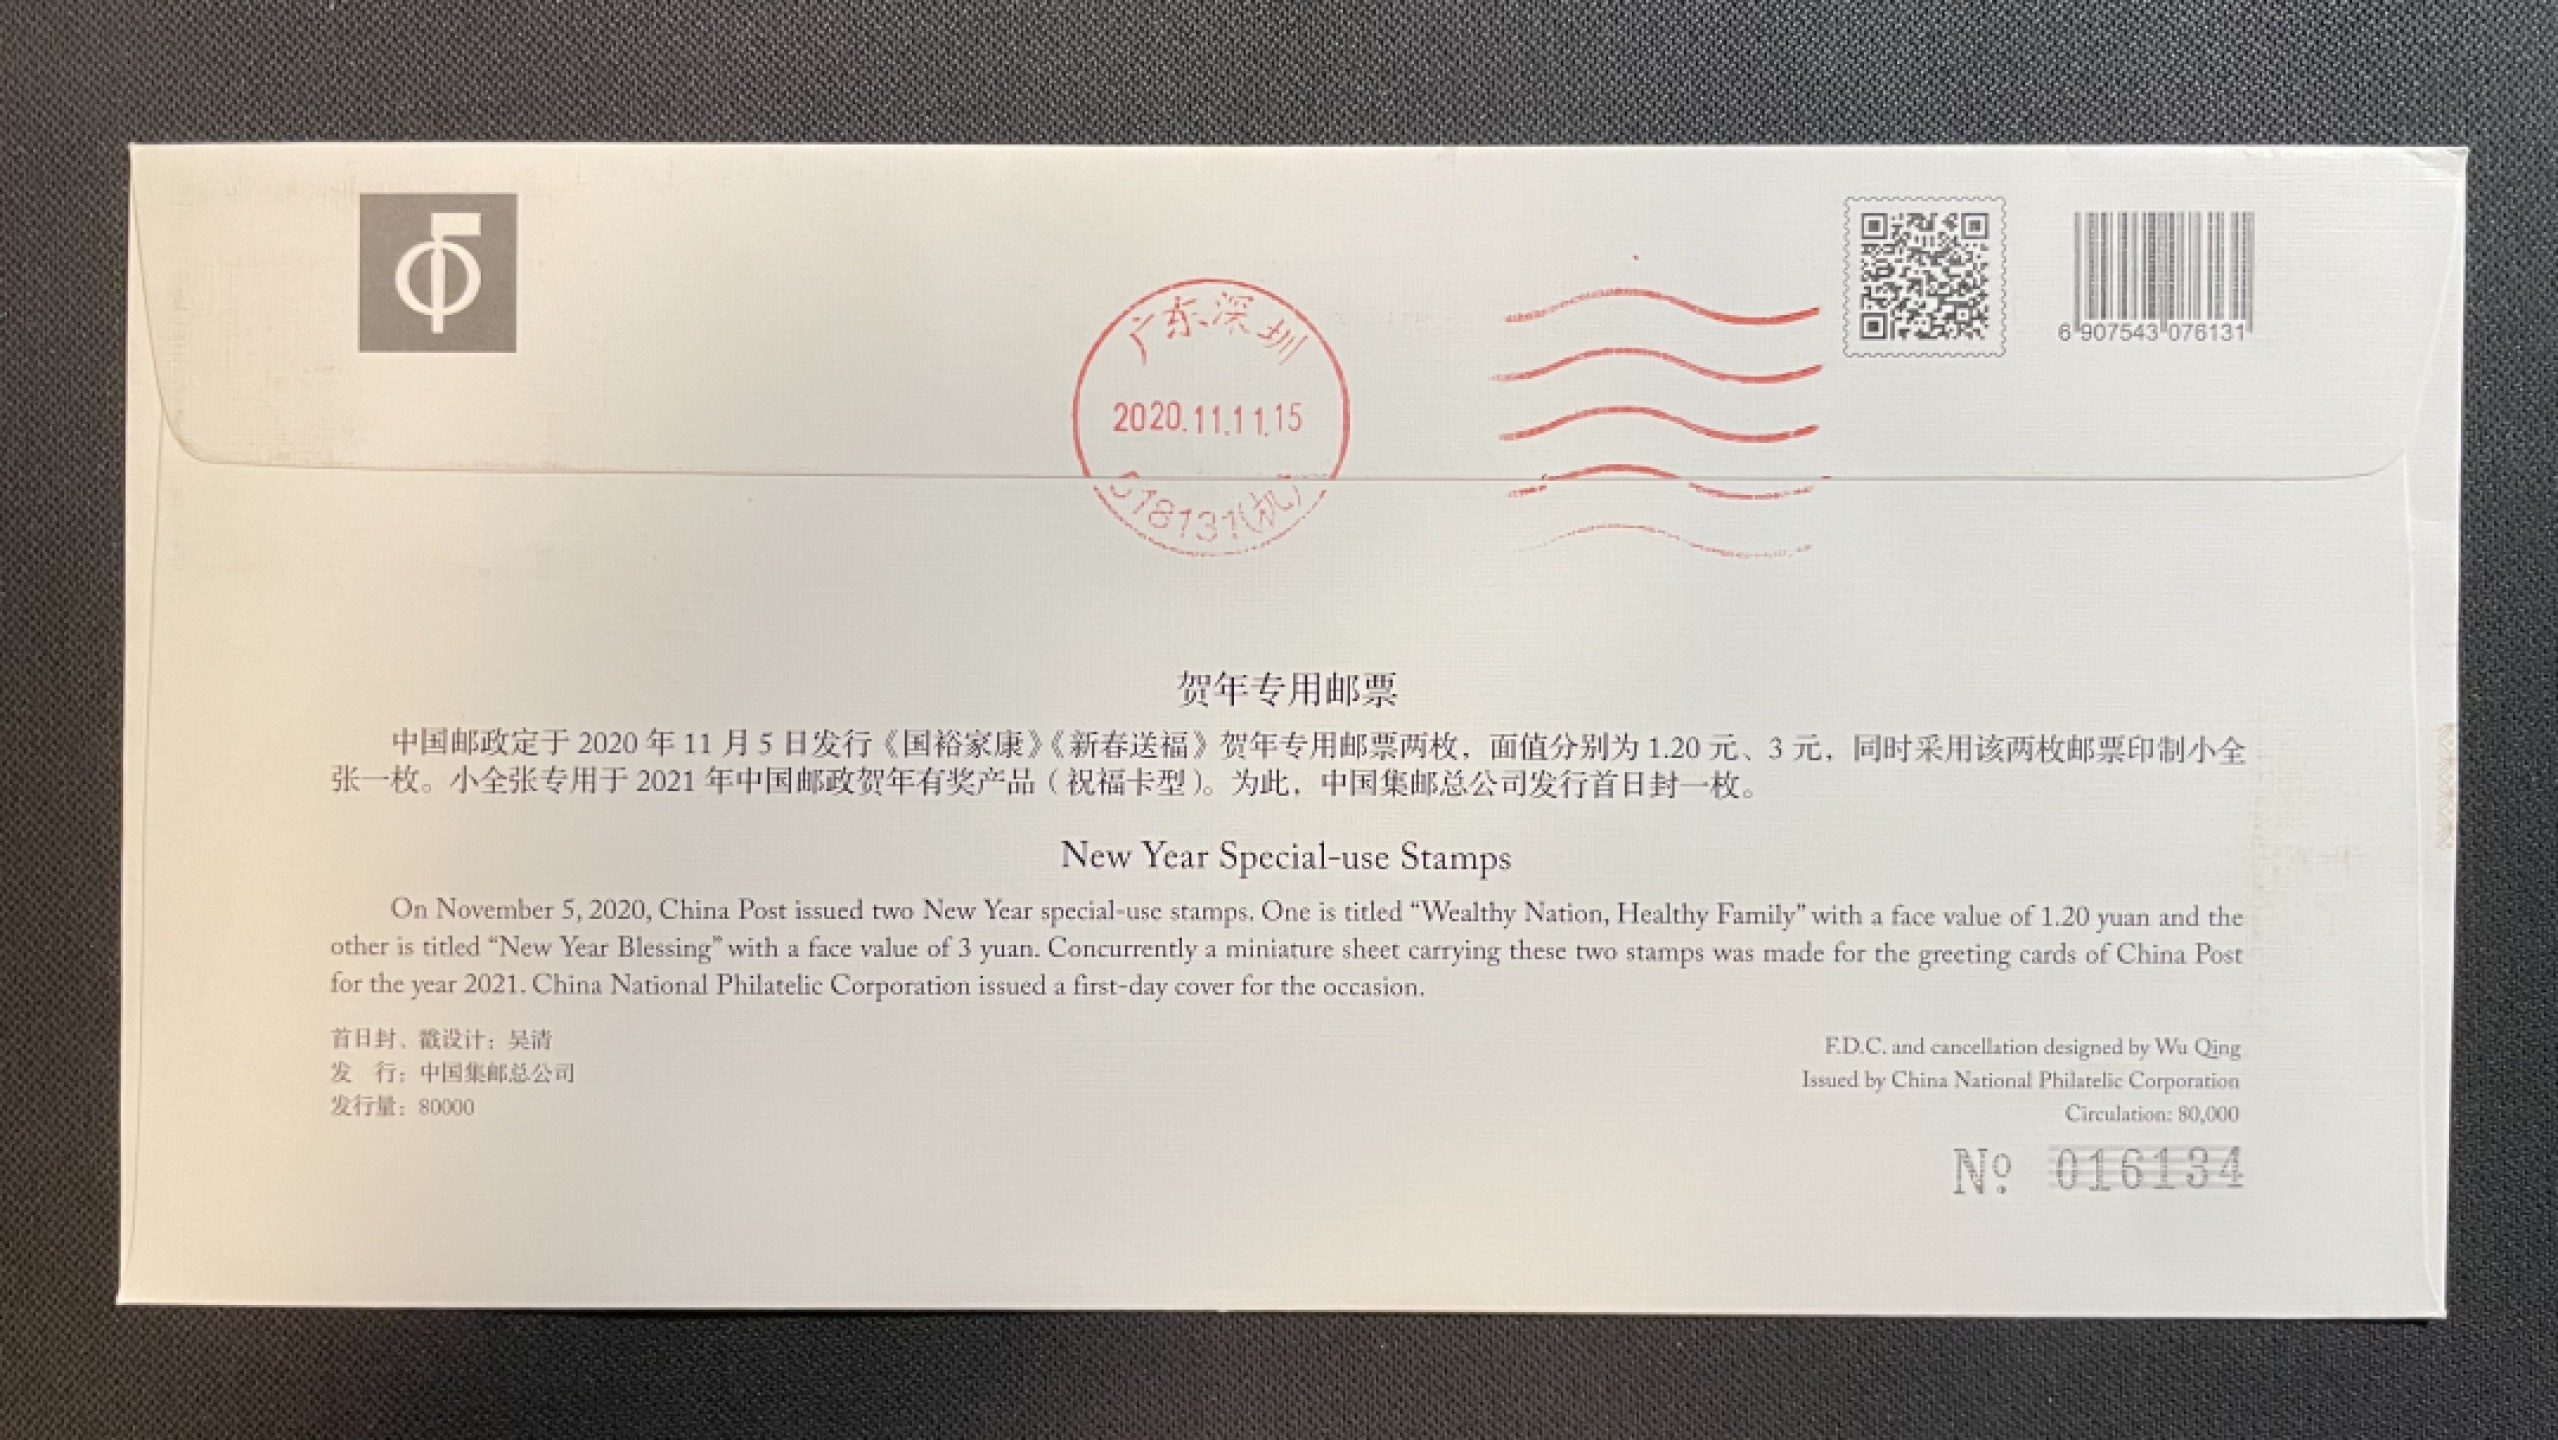 广东深圳
2020.11.11.15
518131(机)
6 907543 076131
贺年专用邮票
中国邮政定于 2020 年 11 月 5 日发行《国裕家康》《新春送福》贺年专用邮票两枚，面值分别为 1.20 元、3 元，同时采用该两枚邮票印制小全
张一枚。小全张专用于 2021 年中国邮政贺年有奖产品（祝福卡型）。为此，中国集邮总公司发行首日封一枚。
New Year Special-use Stamps
On November 5, 2020, China Post issued two New Year special-use stamps. One is titled “Wealthy Nation, Healthy Family” with a face value of 1.20 yuan and the
other is titled “New Year Blessing” with a face value of 3 yuan. Concurrently a miniature sheet carrying these two stamps was made for the greeting cards of China Post
for the year 2021. China National Philatelic Corporation issued a first-day cover for the occasion.
首日封、戳设计：吴清
发　行：中国集邮总公司
发行量：80000
F.D.C. and cancellation designed by Wu Qing
Issued by China National Philatelic Corporation
Circulation: 80,000
№ 016134